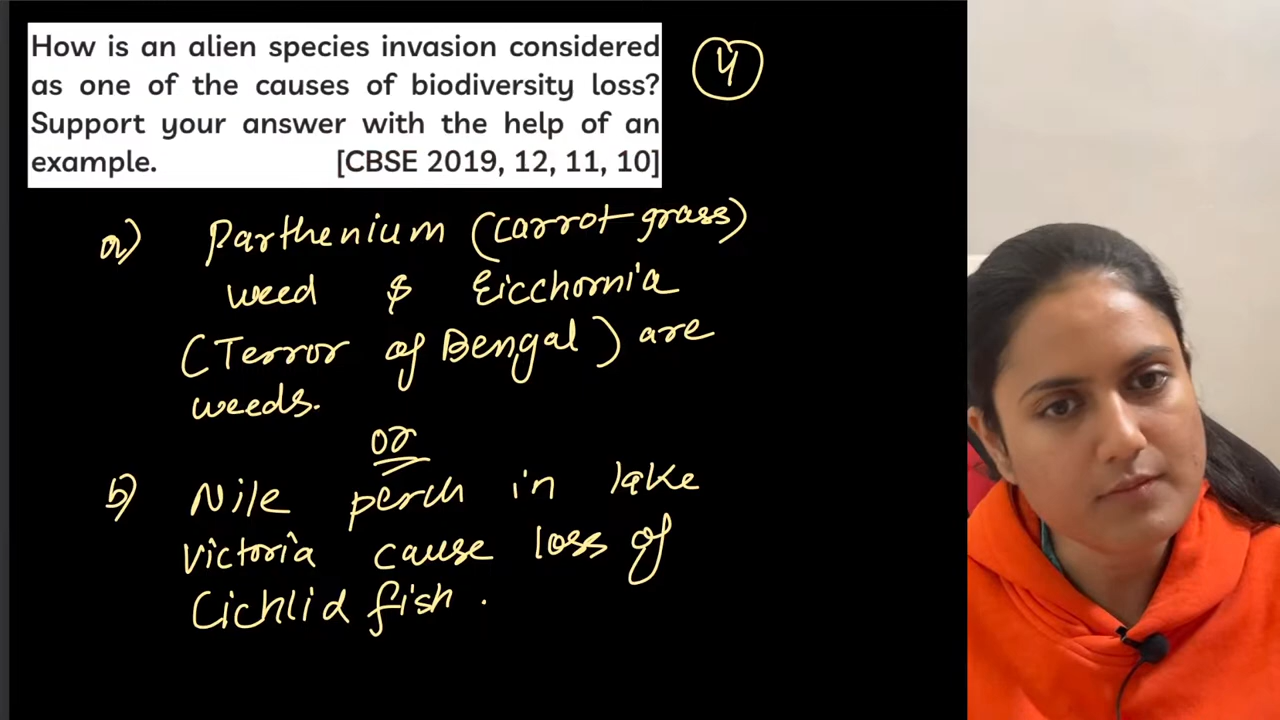 How is an alien species invasion considered
as one of the causes of biodiversity loss?
Support your answer with the help of an
example. [CBSE 2019, 12, 11, 10]
4
a) Parthenium (carrot grass)
weed & Eicchornia
(Terror of Bengal) are
weeds.
or
b) Nile perch in lake
Victoria cause loss of
Cichlid fish.